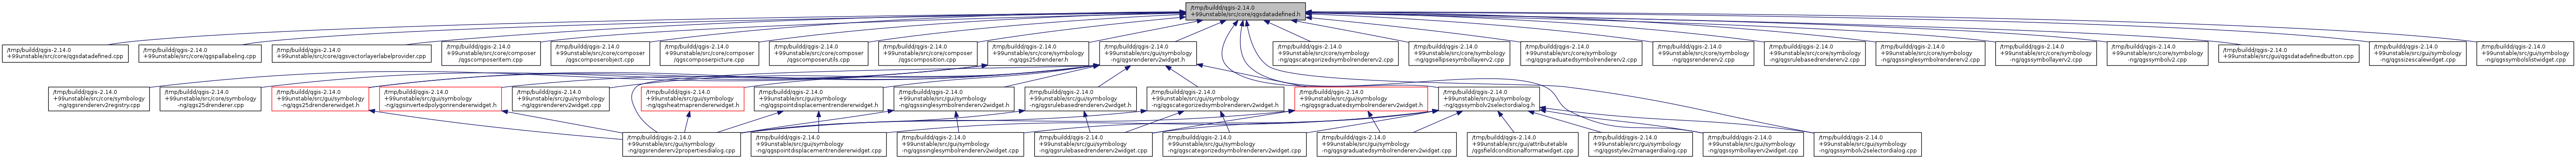 /tmp/buildd/qgis-2.14.0
+99unstable/src/core/qgsdatadefined.h
/tmp/buildd/qgis-2.14.0
+99unstable/src/core/qgsdatadefined.cpp
/tmp/buildd/qgis-2.14.0
+99unstable/src/core/qgspallabeling.cpp
/tmp/buildd/qgis-2.14.0
+99unstable/src/core/qgsvectorlayerlabelprovider.cpp
/tmp/buildd/qgis-2.14.0
+99unstable/src/core/composer
/qgscomposeritem.cpp
/tmp/buildd/qgis-2.14.0
+99unstable/src/core/composer
/qgscomposerobject.cpp
/tmp/buildd/qgis-2.14.0
+99unstable/src/core/composer
/qgscomposerpicture.cpp
/tmp/buildd/qgis-2.14.0
+99unstable/src/core/composer
/qgscomposerutils.cpp
/tmp/buildd/qgis-2.14.0
+99unstable/src/core/composer
/qgscomposition.cpp
/tmp/buildd/qgis-2.14.0
+99unstable/src/core/symbology
-ng/qgs25drenderer.h
/tmp/buildd/qgis-2.14.0
+99unstable/src/gui/symbology
-ng/qgsrendererv2widget.h
/tmp/buildd/qgis-2.14.0
+99unstable/src/core/symbology
-ng/qgscategorizedsymbolrendererv2.cpp
/tmp/buildd/qgis-2.14.0
+99unstable/src/core/symbology
-ng/qgsellipsesymbollayerv2.cpp
/tmp/buildd/qgis-2.14.0
+99unstable/src/core/symbology
-ng/qgsgraduatedsymbolrendererv2.cpp
/tmp/buildd/qgis-2.14.0
+99unstable/src/core/symbology
-ng/qgsrendererv2.cpp
/tmp/buildd/qgis-2.14.0
+99unstable/src/core/symbology
-ng/qgsrulebasedrendererv2.cpp
/tmp/buildd/qgis-2.14.0
+99unstable/src/core/symbology
-ng/qgssinglesymbolrendererv2.cpp
/tmp/buildd/qgis-2.14.0
+99unstable/src/core/symbology
-ng/qgssymbollayerv2.cpp
/tmp/buildd/qgis-2.14.0
+99unstable/src/core/symbology
-ng/qgssymbolv2.cpp
/tmp/buildd/qgis-2.14.0
+99unstable/src/gui/qgsdatadefinedbutton.cpp
/tmp/buildd/qgis-2.14.0
+99unstable/src/gui/symbology
-ng/qgssizescalewidget.cpp
/tmp/buildd/qgis-2.14.0
+99unstable/src/gui/symbology
-ng/qgssymbolslistwidget.cpp
/tmp/buildd/qgis-2.14.0
+99unstable/src/core/symbology
-ng/qgsrendererv2registry.cpp
/tmp/buildd/qgis-2.14.0
+99unstable/src/core/symbology
-ng/qgs25drenderer.cpp
/tmp/buildd/qgis-2.14.0
+99unstable/src/gui/symbology
-ng/qgs25drendererwidget.h
/tmp/buildd/qgis-2.14.0
+99unstable/src/gui/symbology
-ng/qgsinvertedpolygonrendererwidget.h
/tmp/buildd/qgis-2.14.0
+99unstable/src/gui/symbology
-ng/qgsrendererv2widget.cpp
/tmp/buildd/qgis-2.14.0
+99unstable/src/gui/symbology
-ng/qgsheatmaprendererwidget.h
/tmp/buildd/qgis-2.14.0
+99unstable/src/gui/symbology
-ng/qgspointdisplacementrendererwidget.h
/tmp/buildd/qgis-2.14.0
+99unstable/src/gui/symbology
-ng/qgssinglesymbolrendererv2widget.h
/tmp/buildd/qgis-2.14.0
+99unstable/src/gui/symbology
-ng/qgsrulebasedrendererv2widget.h
/tmp/buildd/qgis-2.14.0
+99unstable/src/gui/symbology
-ng/qgscategorizedsymbolrendererv2widget.h
/tmp/buildd/qgis-2.14.0
+99unstable/src/gui/symbology
-ng/qgsgraduatedsymbolrendererv2widget.h
/tmp/buildd/qgis-2.14.0
+99unstable/src/gui/symbology
-ng/qgssymbolv2selectordialog.h
/tmp/buildd/qgis-2.14.0
+99unstable/src/gui/symbology
-ng/qgsrendererv2propertiesdialog.cpp
/tmp/buildd/qgis-2.14.0
+99unstable/src/gui/symbology
-ng/qgspointdisplacementrendererwidget.cpp
/tmp/buildd/qgis-2.14.0
+99unstable/src/gui/symbology
-ng/qgssinglesymbolrendererv2widget.cpp
/tmp/buildd/qgis-2.14.0
+99unstable/src/gui/symbology
-ng/qgsrulebasedrendererv2widget.cpp
/tmp/buildd/qgis-2.14.0
+99unstable/src/gui/symbology
-ng/qgscategorizedsymbolrendererv2widget.cpp
/tmp/buildd/qgis-2.14.0
+99unstable/src/gui/symbology
-ng/qgsgraduatedsymbolrendererv2widget.cpp
/tmp/buildd/qgis-2.14.0
+99unstable/src/gui/attributetable
/qgsfieldconditionalformatwidget.cpp
/tmp/buildd/qgis-2.14.0
+99unstable/src/gui/symbology
-ng/qgsstylev2managerdialog.cpp
/tmp/buildd/qgis-2.14.0
+99unstable/src/gui/symbology
-ng/qgssymbollayerv2widget.cpp
/tmp/buildd/qgis-2.14.0
+99unstable/src/gui/symbology
-ng/qgssymbolv2selectordialog.cpp